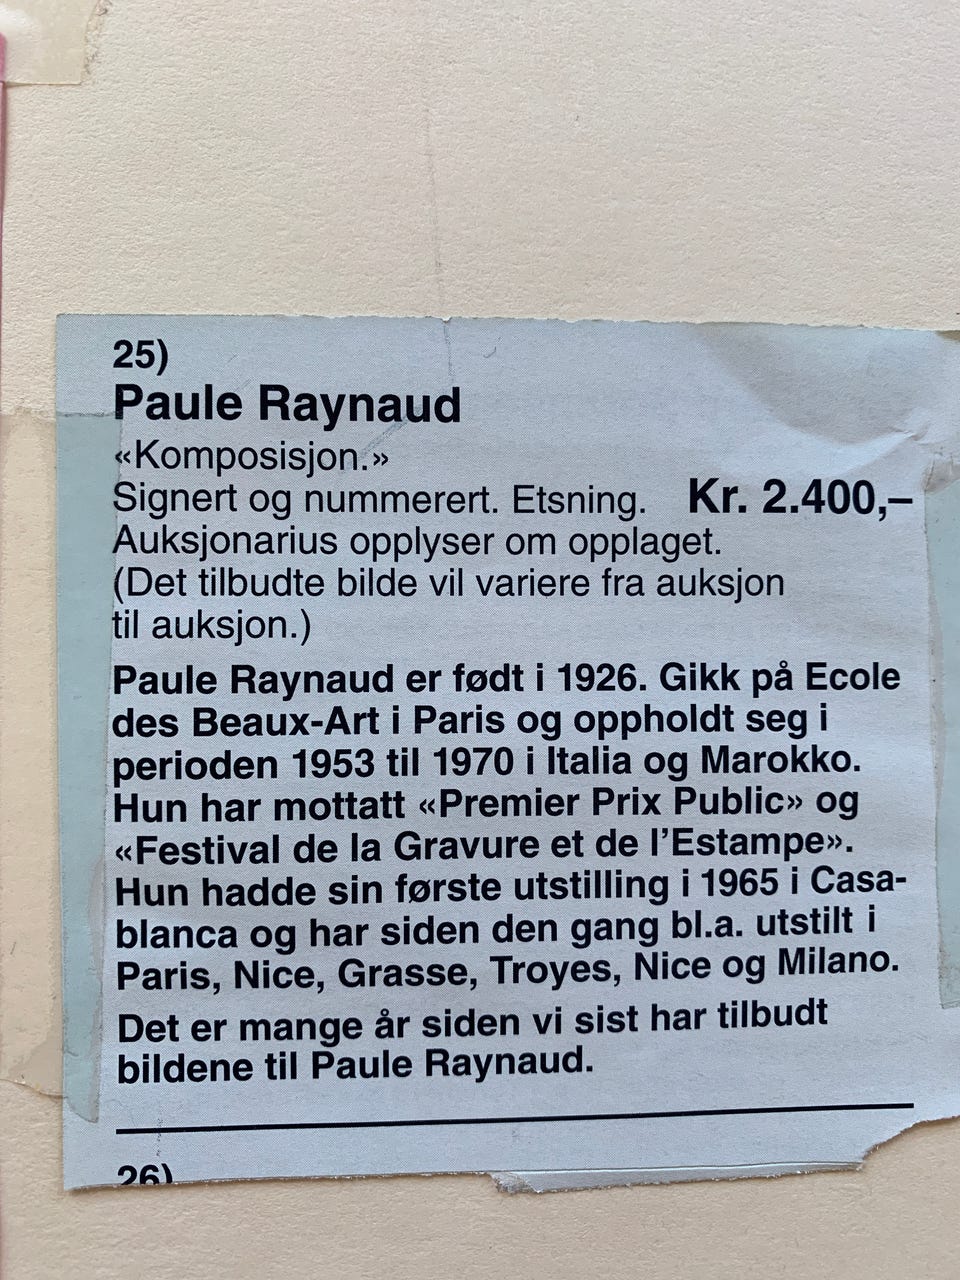 25)
Paule Raynaud
«Komposisjon.»
Signert og nummerert. Etsning. Kr. 2.400,–
Auksjonarius opplyser om opplaget.
(Det tilbudte bilde vil variere fra auksjon
til auksjon.)
Paule Raynaud er født i 1926. Gikk på Ecole
des Beaux-Art i Paris og oppholdt seg i
perioden 1953 til 1970 i Italia og Marokko.
Hun har mottatt «Premier Prix Public» og
«Festival de la Gravure et de l’Estampe».
Hun hadde sin første utstilling i 1965 i Casa-
blanca og har siden den gang bl.a. utstilt i
Paris, Nice, Grasse, Troyes, Nice og Milano.
Det er mange år siden vi sist har tilbudt
bildene til Paule Raynaud.
26)